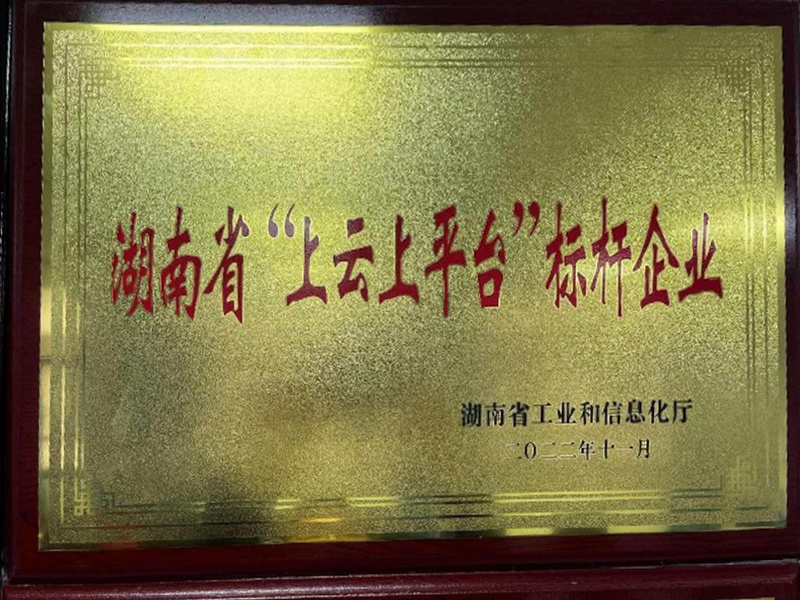 湖南省“上云上平台”标杆企业
湖南省工业和信息化厅
二〇二二年十一月